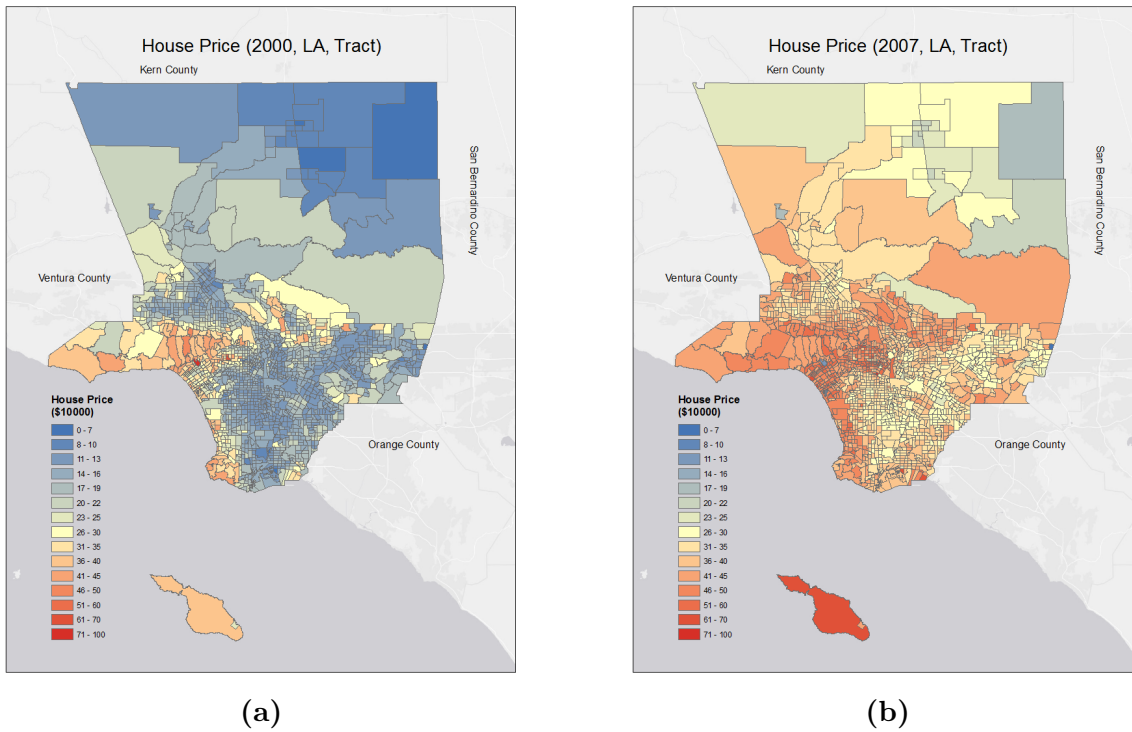 House Price (2000, LA, Tract)
Kern County
San Bernardino County
Ventura County
Orange County
House Price
($10000)
0 - 7
8 - 10
11 - 13
14 - 16
17 - 19
20 - 22
23 - 25
26 - 30
31 - 35
36 - 40
41 - 45
46 - 50
51 - 60
61 - 70
71 - 100
(a)
House Price (2007, LA, Tract)
Kern County
San Bernardino County
Ventura County
Orange County
House Price
($10000)
0 - 7
8 - 10
11 - 13
14 - 16
17 - 19
20 - 22
23 - 25
26 - 30
31 - 35
36 - 40
41 - 45
46 - 50
51 - 60
61 - 70
71 - 100
(b)